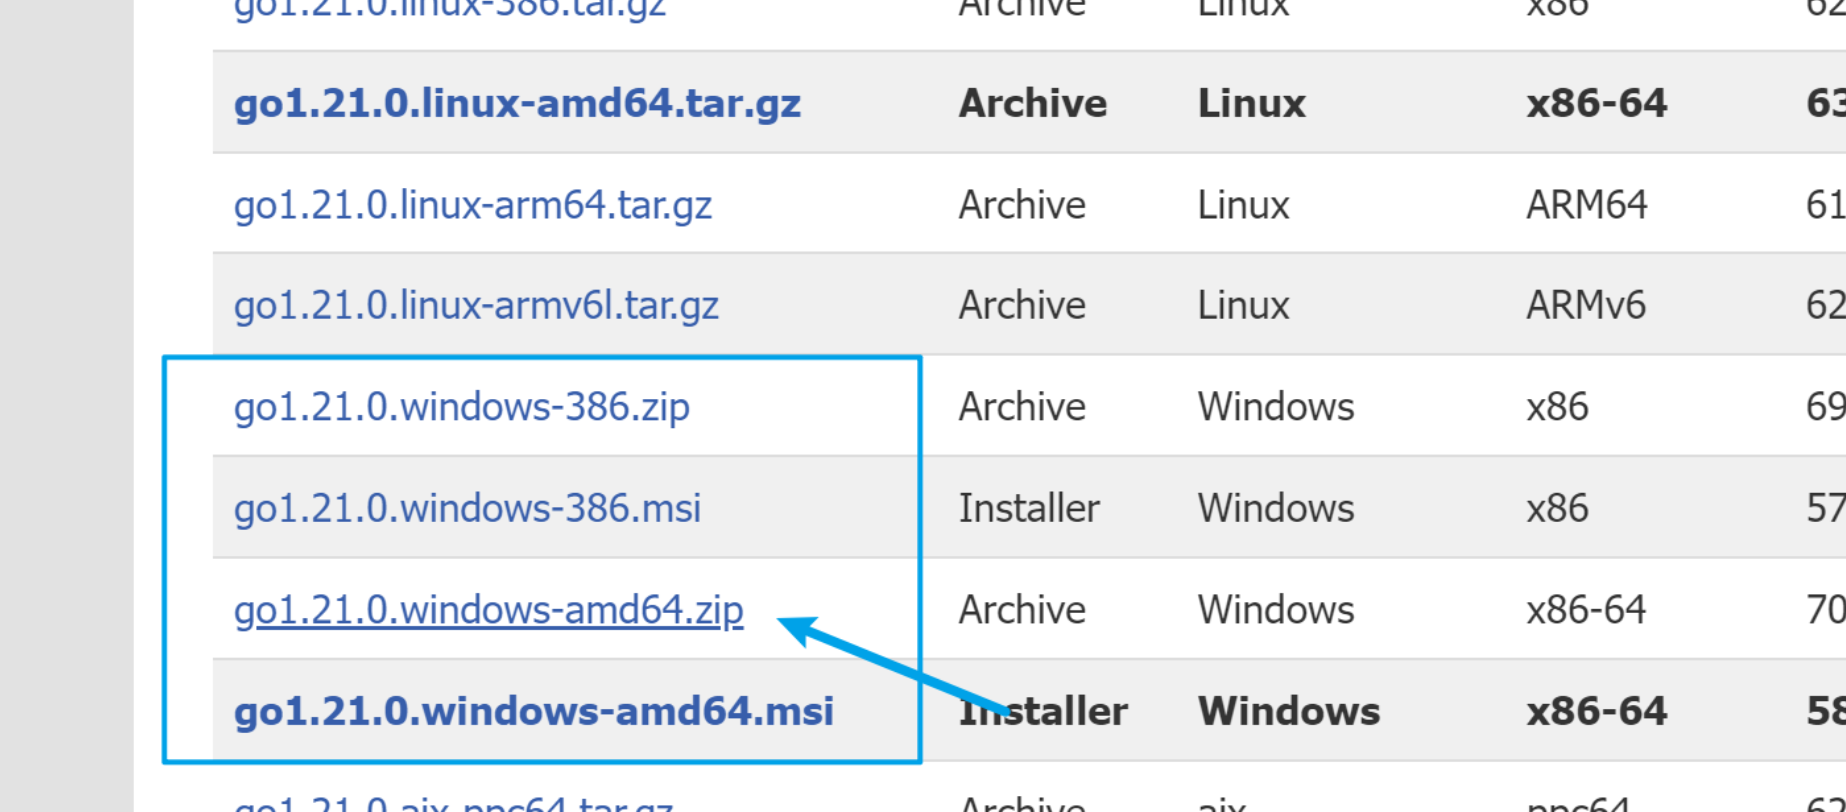 go1.21.0.linux-386.tar.gz Archive Linux x86 62
go1.21.0.linux-amd64.tar.gz Archive Linux x86-64 63
go1.21.0.linux-arm64.tar.gz Archive Linux ARM64 61
go1.21.0.linux-armv6l.tar.gz Archive Linux ARMv6 62
go1.21.0.windows-386.zip Archive Windows x86 69
go1.21.0.windows-386.msi Installer Windows x86 57
go1.21.0.windows-amd64.zip Archive Windows x86-64 70
go1.21.0.windows-amd64.msi Installer Windows x86-64 58
go1.21.0.aix-ppc64.tar.gz Archive aix ppc64